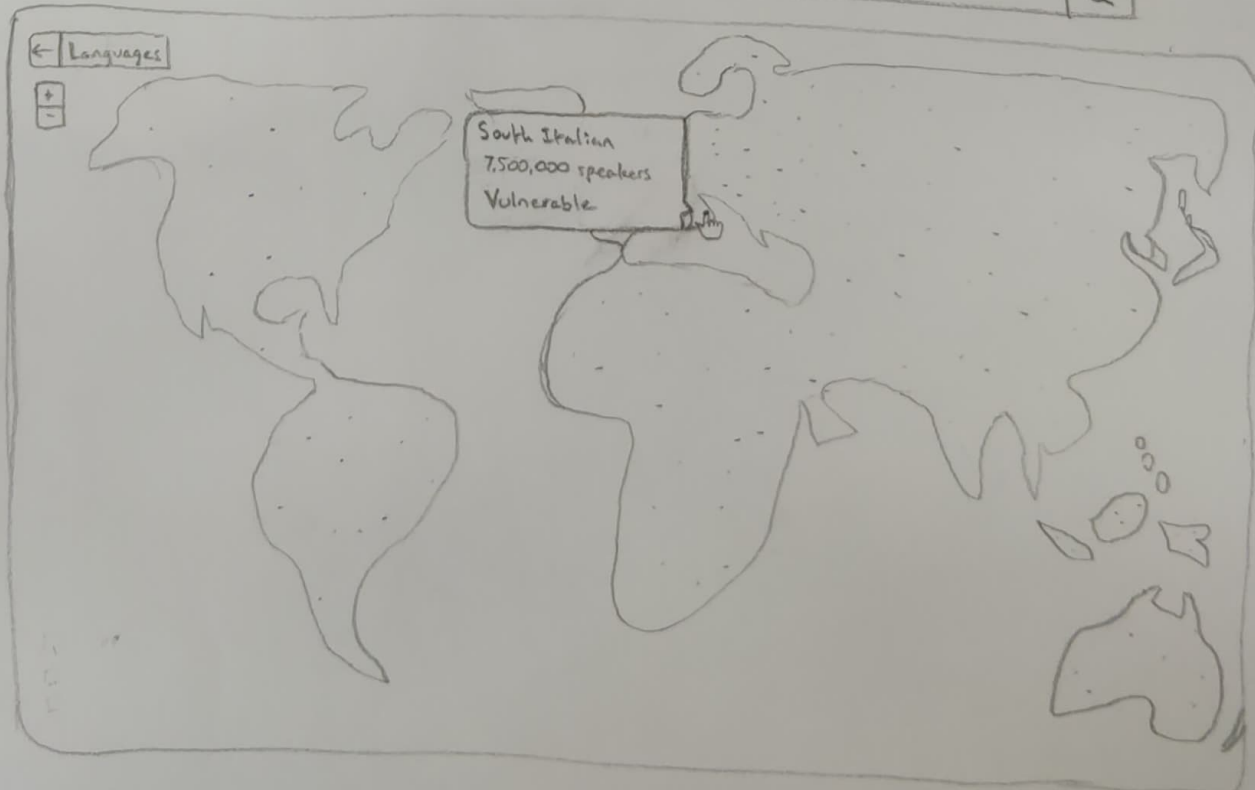 ← Languages
+
-
South Italian
7,500,000 speakers
Vulnerable